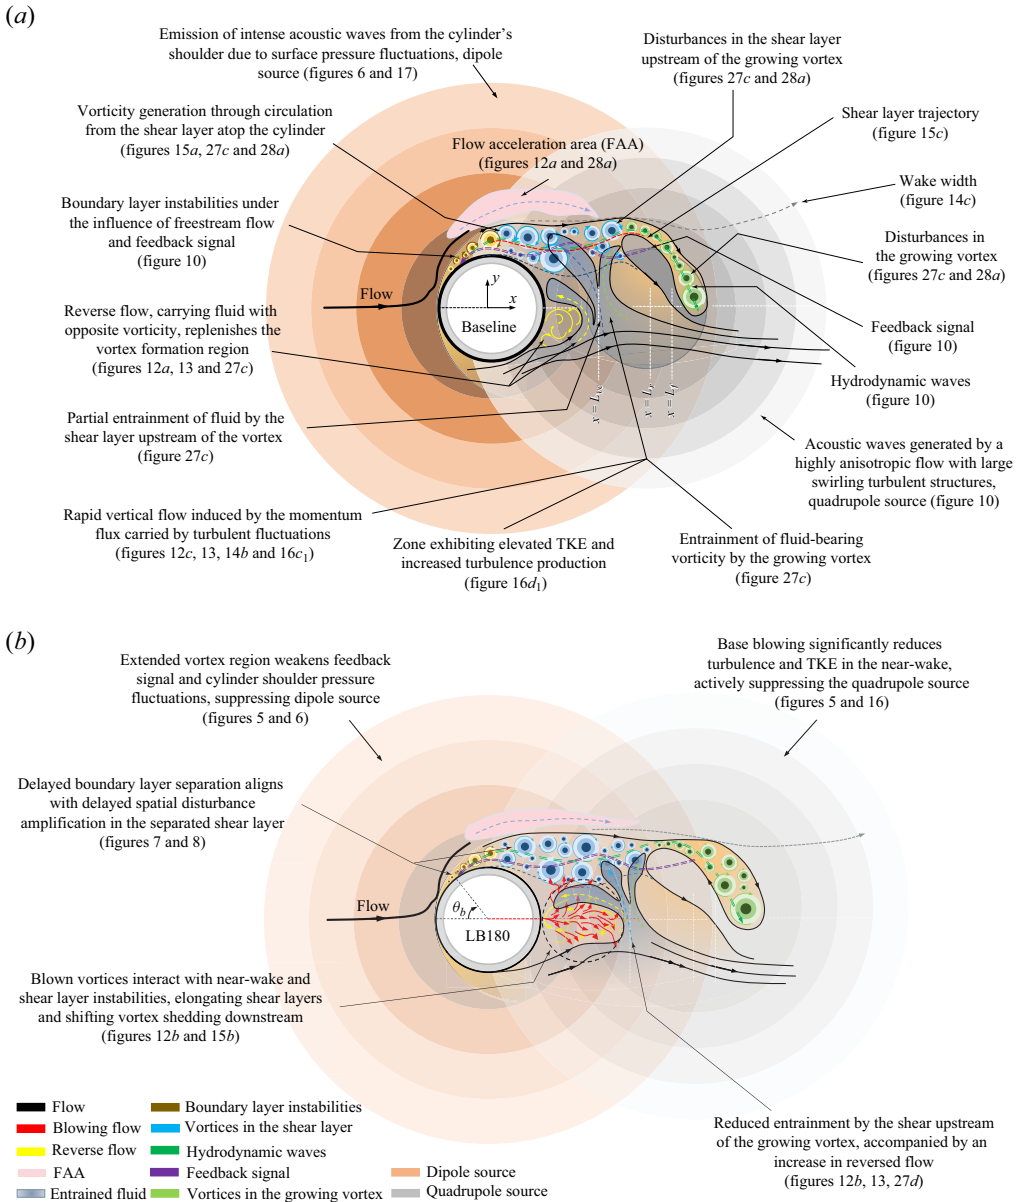 (a)
Emission of intense acoustic waves from the cylinder's
shoulder due to surface pressure fluctuations, dipole
source (figures 6 and 17)
Disturbances in the shear layer
upstream of the growing vortex
(figures 27c and 28a)
Vorticity generation through circulation
from the shear layer atop the cylinder
(figures 15a, 27c and 28a)
Flow acceleration area (FAA)
(figures 12a and 28a)
Shear layer trajectory
(figure 15c)
Boundary layer instabilities under
the influence of freestream flow
and feedback signal
(figure 10)
Wake width
(figure 14c)
Disturbances in
the growing vortex
(figures 27c and 28a)
Flow
y
x
Baseline
Reverse flow, carrying fluid with
opposite vorticity, replenishes the
vortex formation region
(figures 12a, 13 and 27c)
Feedback signal
(figure 10)
Hydrodynamic waves
(figure 10)
Partial entrainment of fluid by the
shear layer upstream of the vortex
(figure 27c)
Acoustic waves generated by a
highly anisotropic flow with large
swirling turbulent structures,
quadrupole source (figure 10)
Rapid vertical flow induced by the momentum
flux carried by turbulent fluctuations
(figures 12c, 13, 14b and 16c1)
Zone exhibiting elevated TKE and
increased turbulence production
(figure 16d1)
Entrainment of fluid-bearing
vorticity by the growing vortex
(figure 27c)
(b)
Extended vortex region weakens feedback
signal and cylinder shoulder pressure
fluctuations, suppressing dipole source
(figures 5 and 6)
Base blowing significantly reduces
turbulence and TKE in the near-wake,
actively suppressing the quadrupole source
(figures 5 and 16)
Delayed boundary layer separation aligns
with delayed spatial disturbance
amplification in the separated shear layer
(figures 7 and 8)
Flow
θb
LB180
Blown vortices interact with near-wake and
shear layer instabilities, elongating shear layers
and shifting vortex shedding downstream
(figures 12b and 15b)
Reduced entrainment by the shear upstream
of the growing vortex, accompanied by an
increase in reversed flow
(figures 12b, 13, 27d)
Flow
Blowing flow
Reverse flow
FAA
Entrained fluid
Boundary layer instabilities
Vortices in the shear layer
Hydrodynamic waves
Feedback signal
Vortices in the growing vortex
Dipole source
Quadrupole source